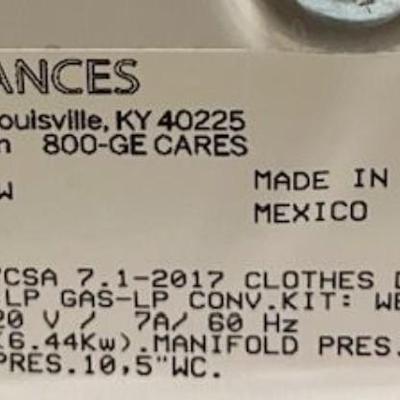 ANCES
ouisville, KY 40225
800-GE CARES
W
MADE IN
MEXICO
CSA 7.1-2017 CLOTHES D
LP GAS-LP CONV.KIT: WE
20 V / 7A/ 60 Hz
(6.44Kw).MANIFOLD PRES.
PRES.10,5"WC.